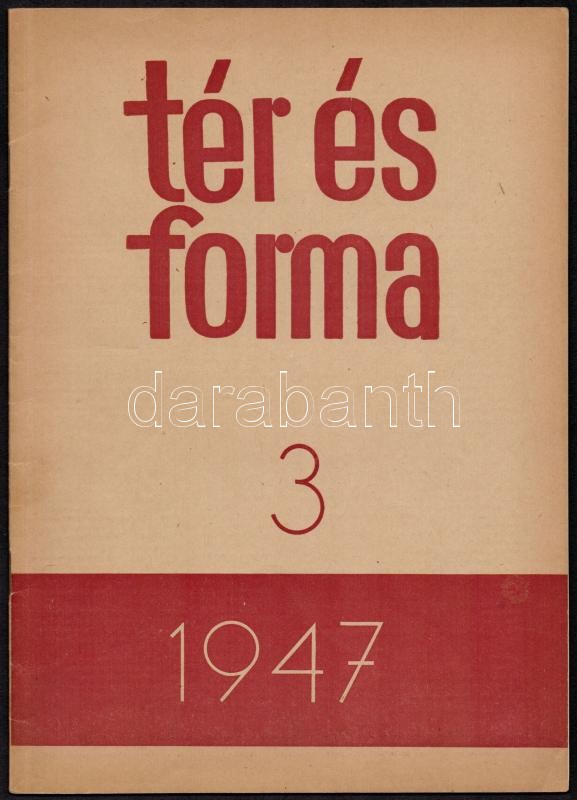 tér és
forma
darabanth
3
1947